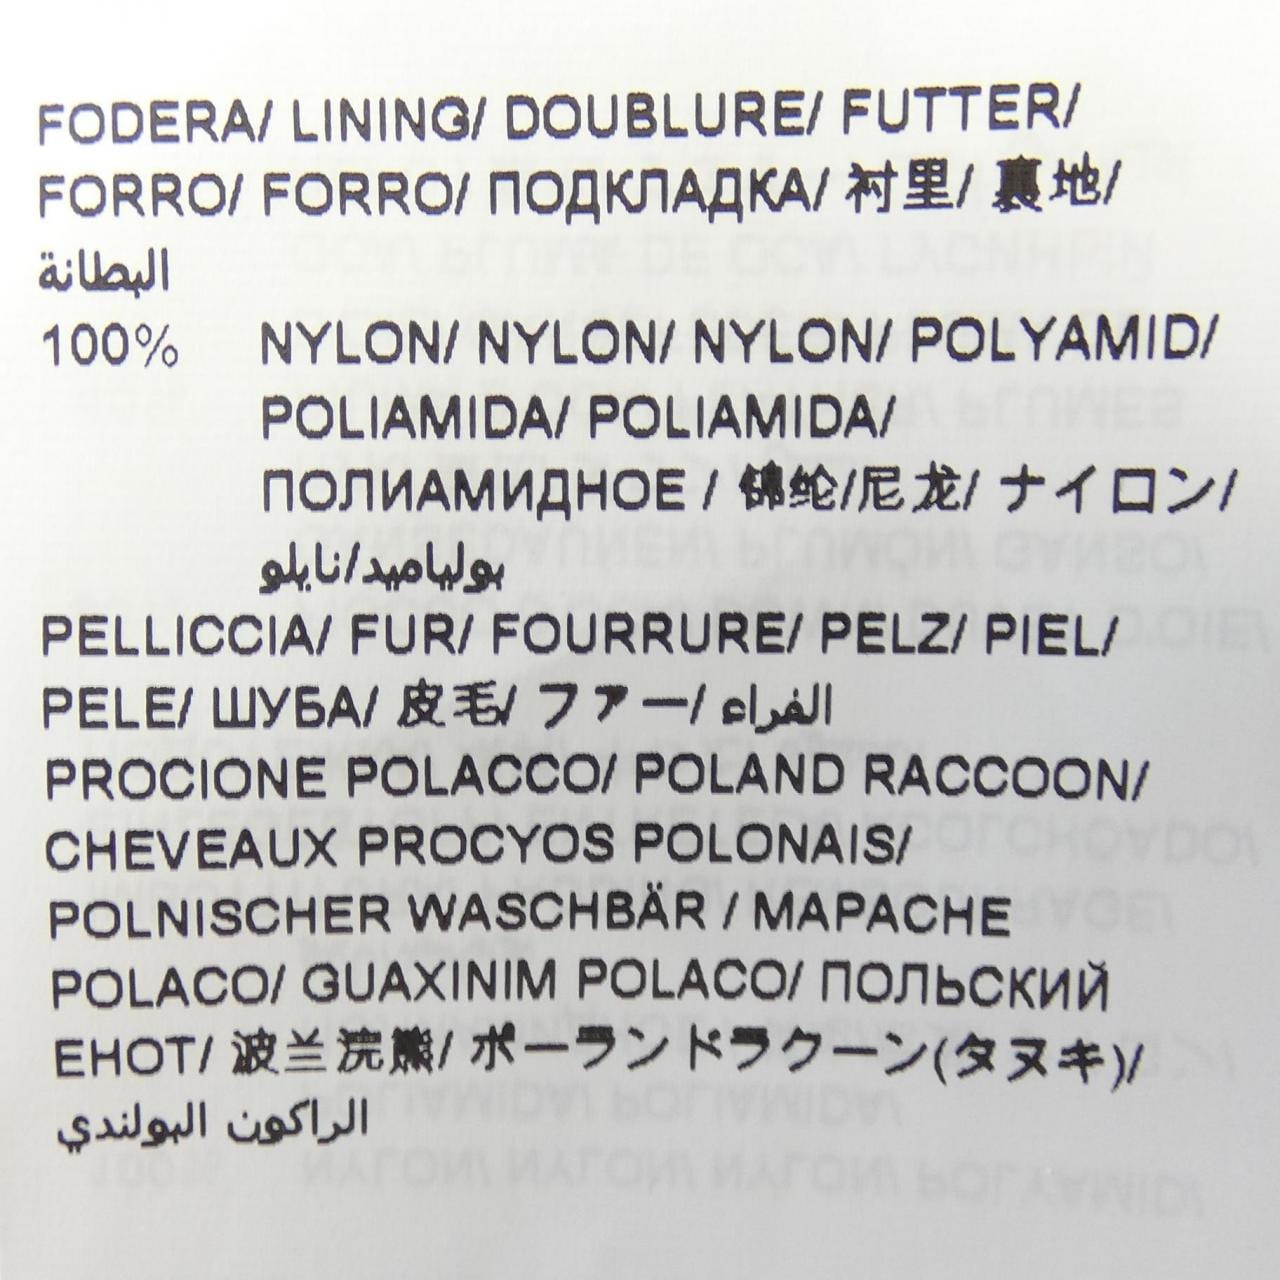 FODERA/ LINING/ DOUBLURE/ FUTTER/
FORRO/ FORRO/ ПОДКЛАДКА/ 衬里/ 裏地/
البطانة
100% NYLON/ NYLON/ NYLON/ POLYAMID/
POLIAMIDA/ POLIAMIDA/
ПОЛИАМИДНОЕ / 锦纶/尼龙/ ナイロン/
بولياميد/نايلو
PELLICCIA/ FUR/ FOURRURE/ PELZ/ PIEL/
PELE/ ШУБА/ 皮毛/ ファー/ الفراء
PROCIONE POLACCO/ POLAND RACCOON/
CHEVEAUX PROCYOS POLONAIS/
POLNISCHER WASCHBÄR / MAPACHE
POLACO/ GUAXINIM POLACO/ ПОЛЬСКИЙ
ЕНОТ/ 波兰浣熊/ ポーランドラクーン(タヌキ)/
الراكون البولندي